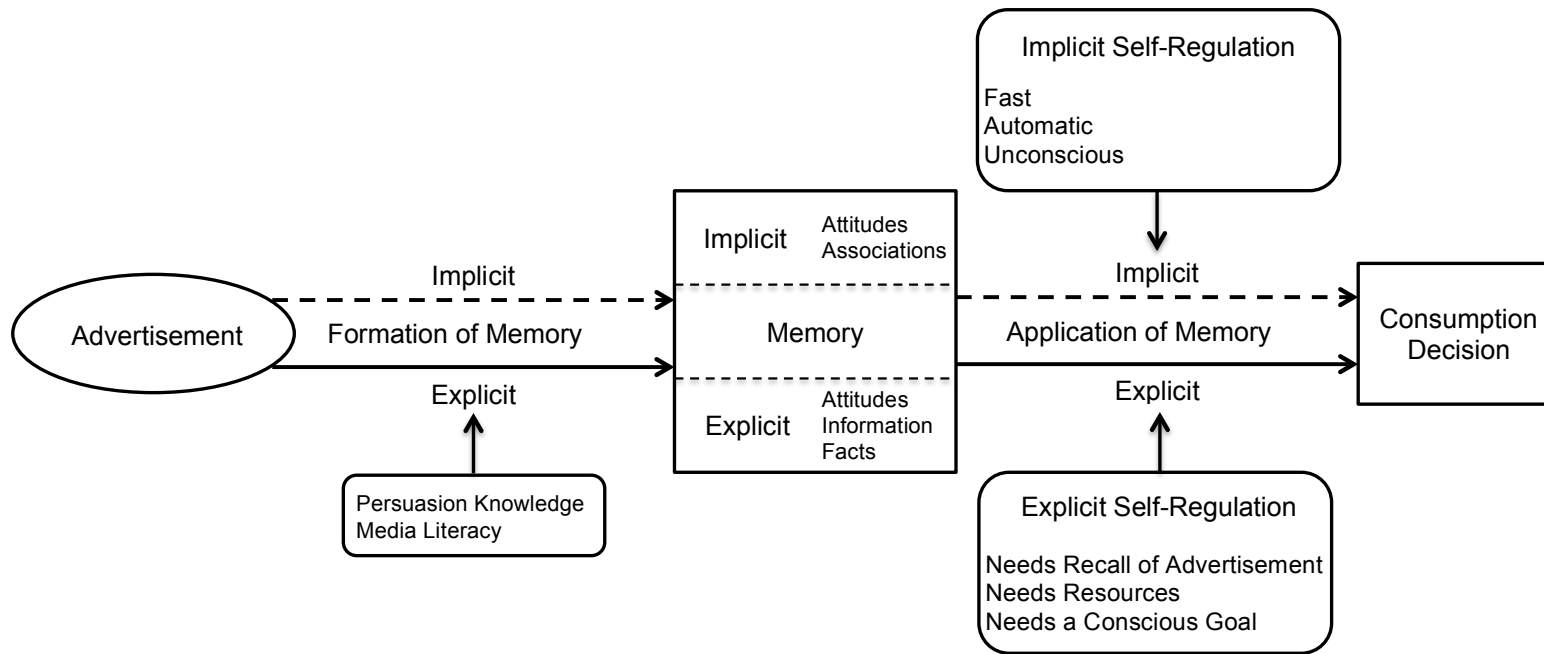 Advertisement
Implicit
Formation of Memory
Explicit
Persuasion Knowledge
Media Literacy
Implicit
Attitudes
Associations
Memory
Explicit
Attitudes
Information
Facts
Implicit Self-Regulation
Fast
Automatic
Unconscious
Implicit
Application of Memory
Explicit
Explicit Self-Regulation
Needs Recall of Advertisement
Needs Resources
Needs a Conscious Goal
Consumption
Decision